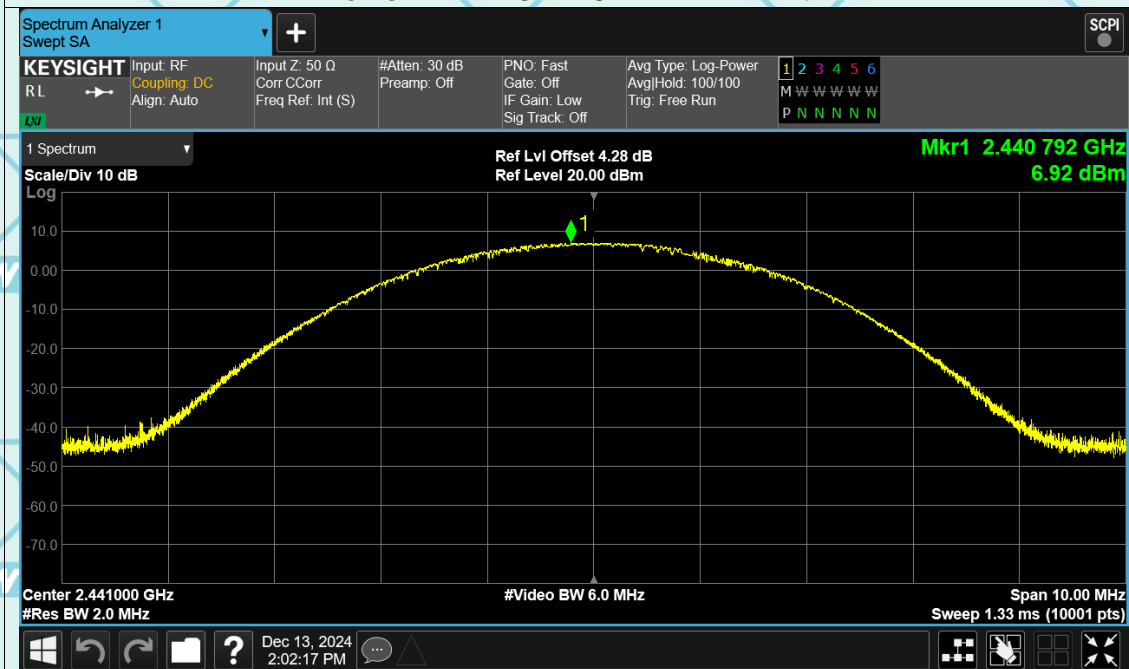 Spectrum Analyzer 1
Swept SA
+
SCPI
KEYSIGHT
RL
LXI
Input: RF
Coupling: DC
Align: Auto
Input Z: 50 Ω
Corr CCorr
Freq Ref: Int (S)
#Atten: 30 dB
Preamp: Off
PNO: Fast
Gate: Off
IF Gain: Low
Sig Track: Off
Avg Type: Log-Power
Avg|Hold: 100/100
Trig: Free Run
1 2 3 4 5 6
M W W W W W
P N N N N N
1 Spectrum
Scale/Div 10 dB
Ref Lvl Offset 4.28 dB
Ref Level 20.00 dBm
Mkr1 2.440 792 GHz
6.92 dBm
Log
1
10.0
0.00
-10.0
-20.0
-30.0
-40.0
-50.0
-60.0
-70.0
Center 2.441000 GHz
#Res BW 2.0 MHz
#Video BW 6.0 MHz
Span 10.00 MHz
Sweep 1.33 ms (10001 pts)
?
Dec 13, 2024
2:02:17 PM